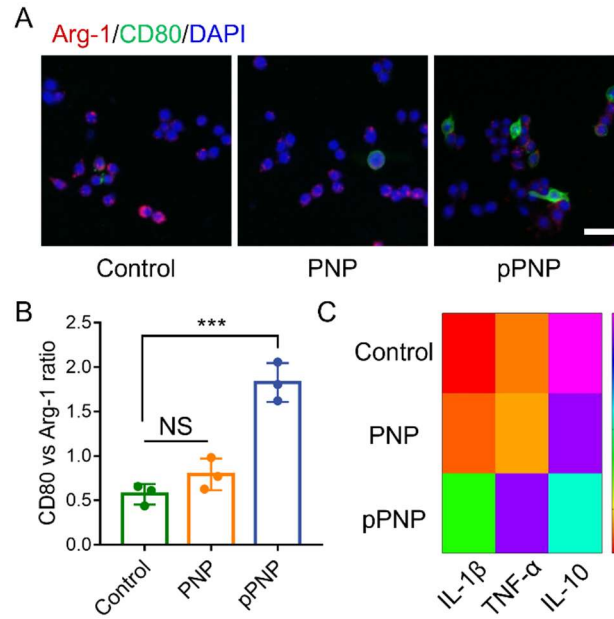 A
Arg-1/CD80/DAPI
Control
PNP
pPNP
B
CD80 vs Arg-1 ratio
2.5
2.0
1.5
1.0
0.5
0.0
***
NS
Control
PNP
pPNP
C
Control
PNP
pPNP
IL-1β
TNF-α
IL-10